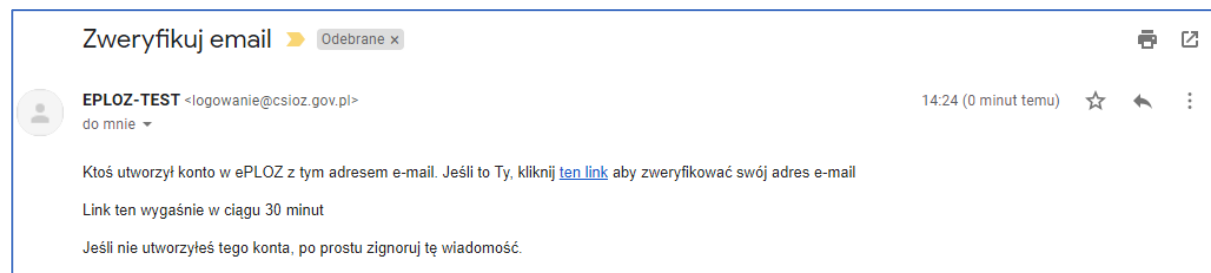 Zweryfikuj email Odebrane x
EPLOZ-TEST <logowanie@csioz.gov.pl> 14:24 (0 minut temu)
do mnie
Ktoś utworzył konto w ePLOZ z tym adresem e-mail. Jeśli to Ty, kliknij ten link aby zweryfikować swój adres e-mail
Link ten wygaśnie w ciągu 30 minut
Jeśli nie utworzyłeś tego konta, po prostu zignoruj tę wiadomość.